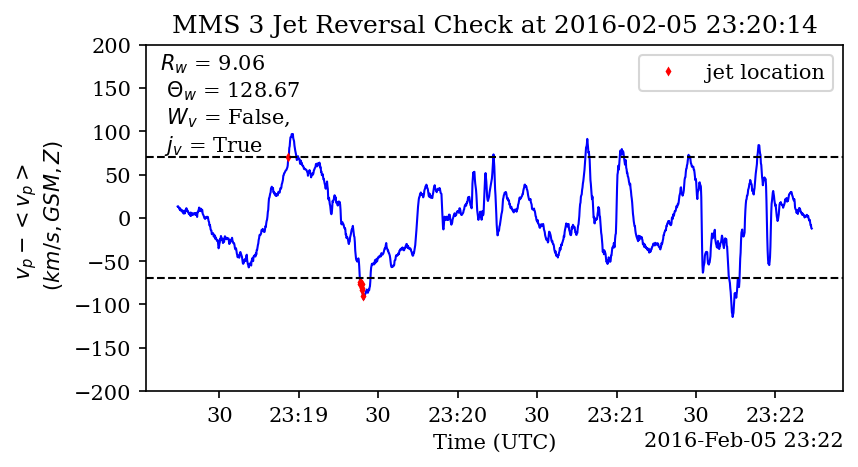 MMS 3 Jet Reversal Check at 2016-02-05 23:20:14
R_w = 9.06
Θ_w = 128.67
W_v = False,
j_v = True
jet location
v_p − < v_p >
(km/s, GSM, Z)
200
150
100
50
0
−50
−100
−150
−200
30 23:19 30 23:20 30 23:21 30 23:22
Time (UTC)
2016-Feb-05 23:22